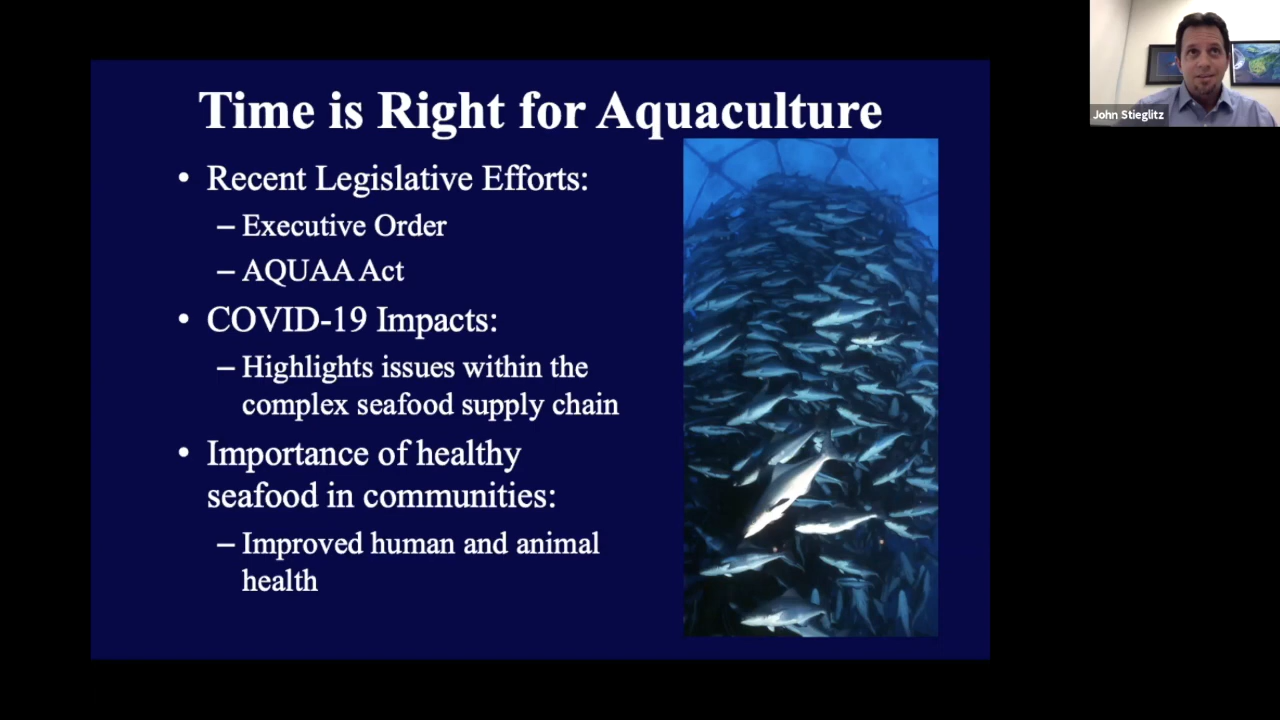 Time is Right for Aquaculture
• Recent Legislative Efforts:
– Executive Order
– AQUAA Act
• COVID-19 Impacts:
– Highlights issues within the
complex seafood supply chain
• Importance of healthy
seafood in communities:
– Improved human and animal
health
John Stieglitz